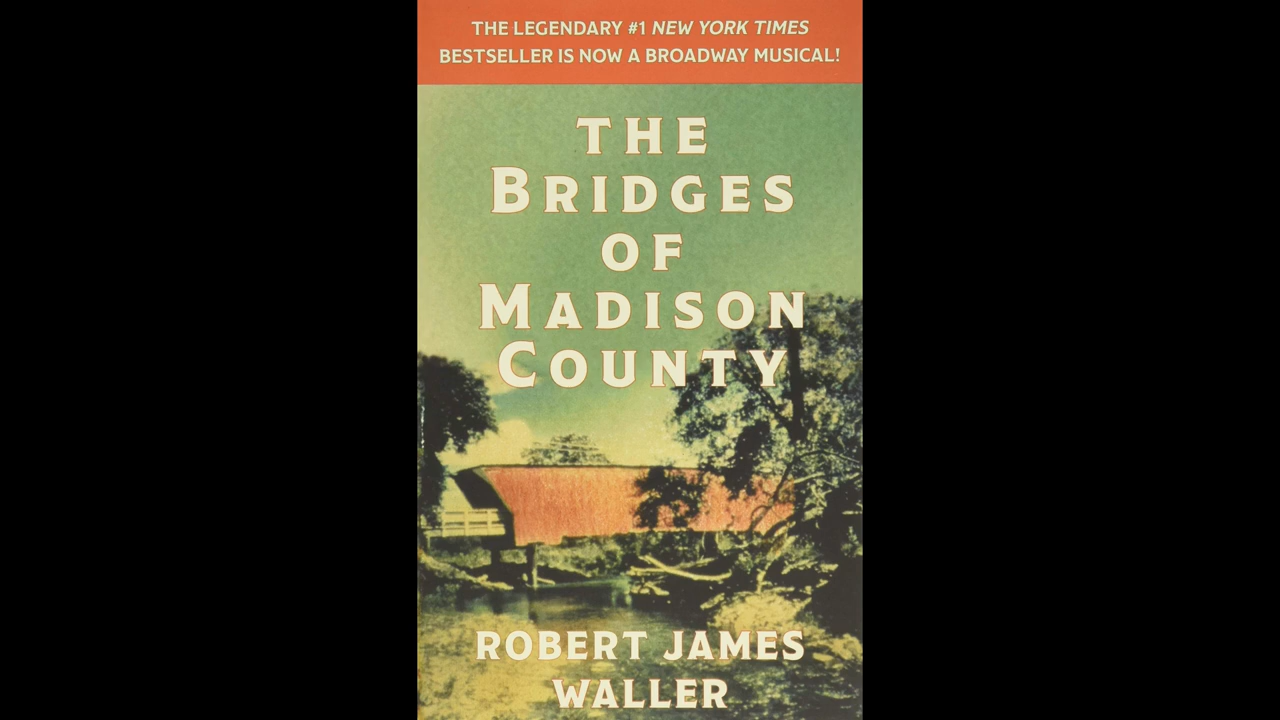 THE LEGENDARY #1 NEW YORK TIMES
BESTSELLER IS NOW A BROADWAY MUSICAL!
THE
BRIDGES
OF
MADISON
COUNTY
ROBERT JAMES
WALLER